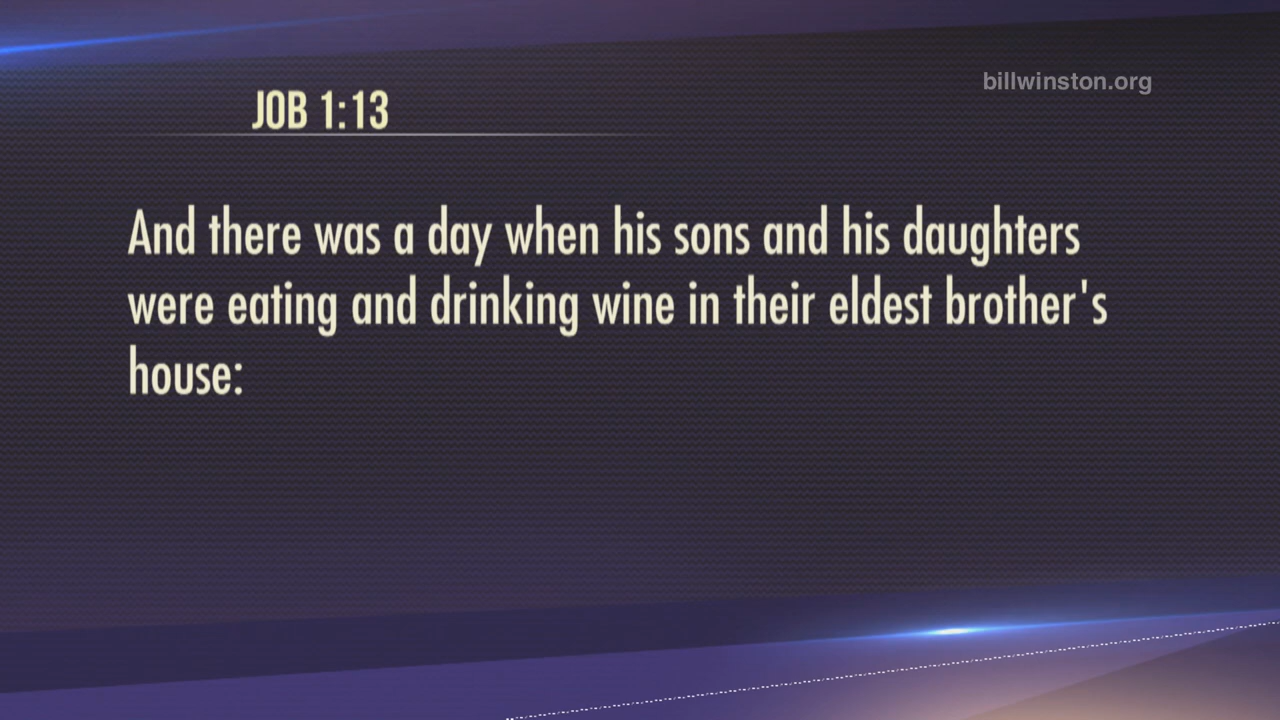 billwinston.org
JOB 1:13
And there was a day when his sons and his daughters
were eating and drinking wine in their eldest brother's
house: